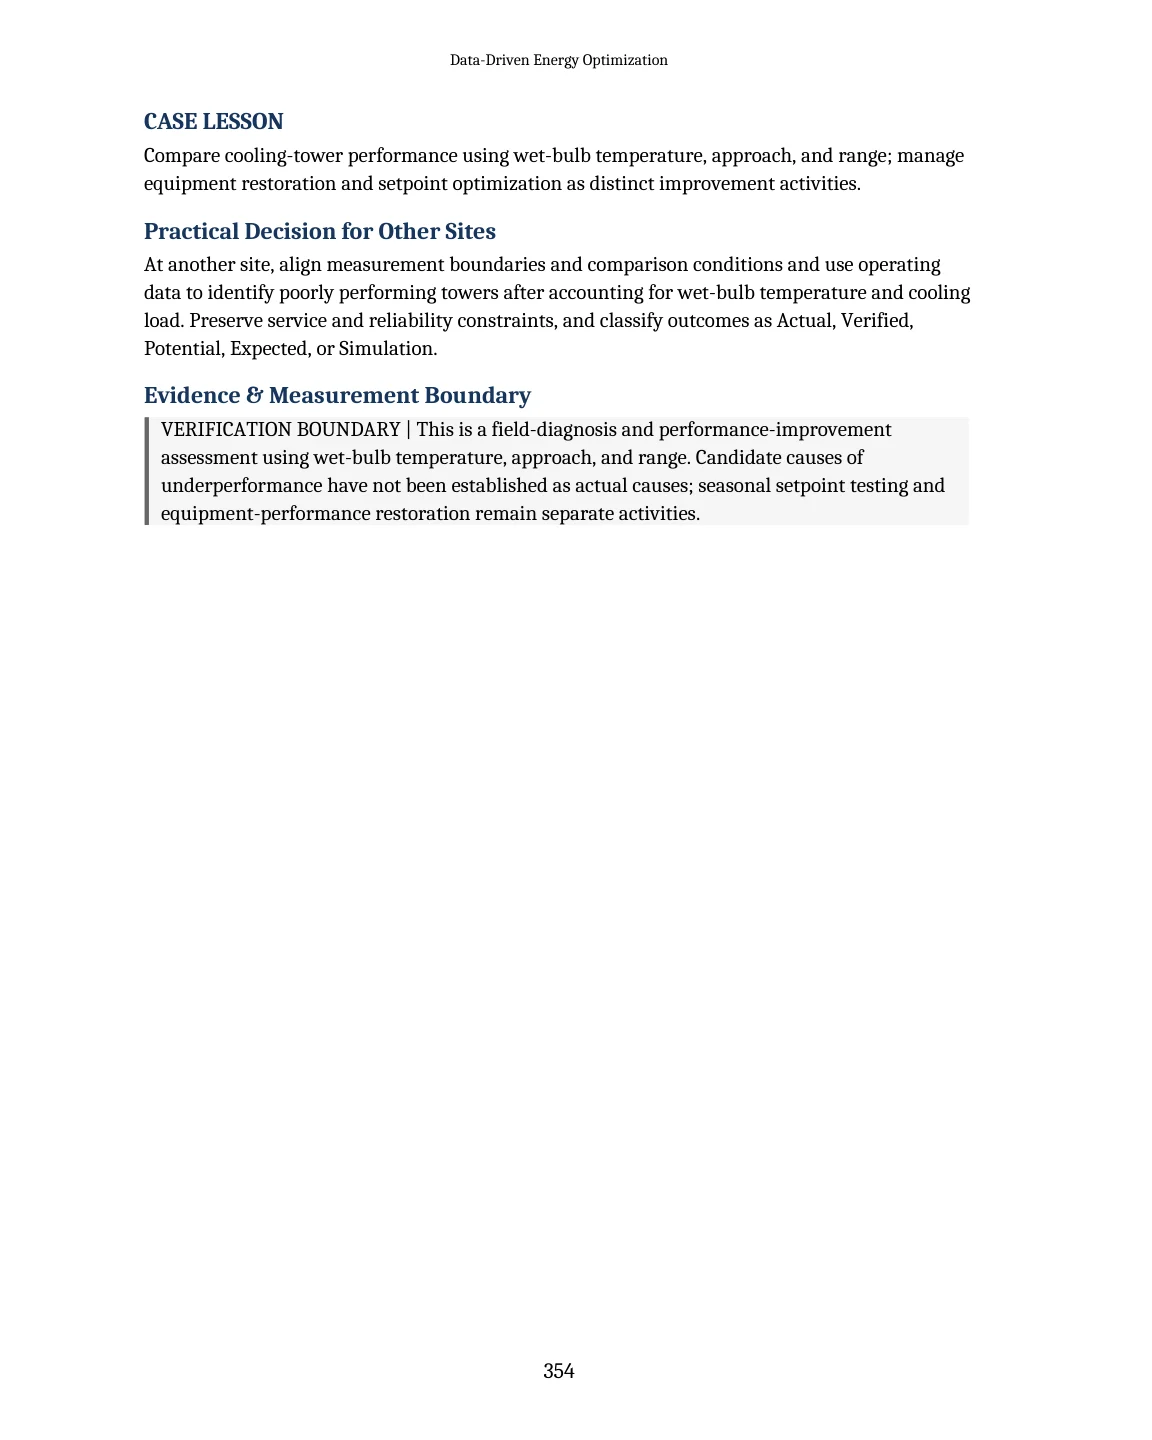 Data-Driven Energy Optimization
CASE LESSON
Compare cooling-tower performance using wet-bulb temperature, approach, and range; manage
equipment restoration and setpoint optimization as distinct improvement activities.
Practical Decision for Other Sites
At another site, align measurement boundaries and comparison conditions and use operating
data to identify poorly performing towers after accounting for wet-bulb temperature and cooling
load. Preserve service and reliability constraints, and classify outcomes as Actual, Verified,
Potential, Expected, or Simulation.
Evidence & Measurement Boundary
VERIFICATION BOUNDARY | This is a field-diagnosis and performance-improvement
assessment using wet-bulb temperature, approach, and range. Candidate causes of
underperformance have not been established as actual causes; seasonal setpoint testing and
equipment-performance restoration remain separate activities.
354